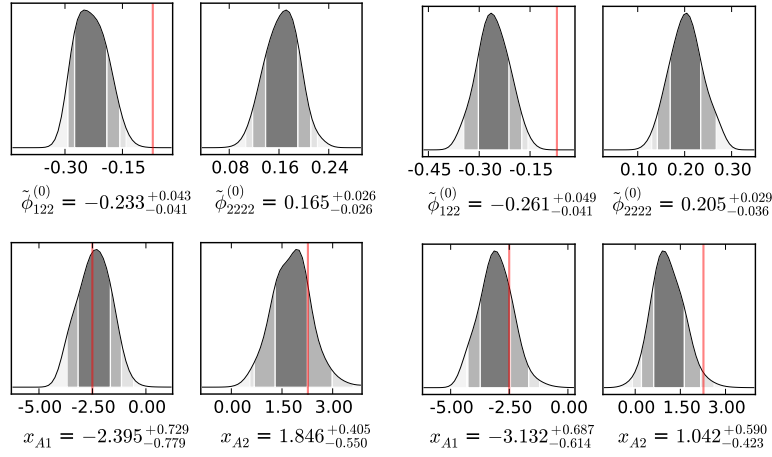 -0.30 -0.15 0.08 0.16 0.24 -0.45 -0.30 -0.15 0.10 0.20 0.30
φ̃₁₂₂⁽⁰⁾ = −0.233 +0.043 −0.041 φ̃₂₂₂₂⁽⁰⁾ = 0.165 +0.026 −0.026 φ̃₁₂₂⁽⁰⁾ = −0.261 +0.049 −0.041 φ̃₂₂₂₂⁽⁰⁾ = 0.205 +0.029 −0.036
-5.00 -2.50 0.00 0.00 1.50 3.00 -5.00 -2.50 0.00 0.00 1.50 3.00
x_A1 = −2.395 +0.729 −0.779 x_A2 = 1.846 +0.405 −0.550 x_A1 = −3.132 +0.687 −0.614 x_A2 = 1.042 +0.590 −0.423